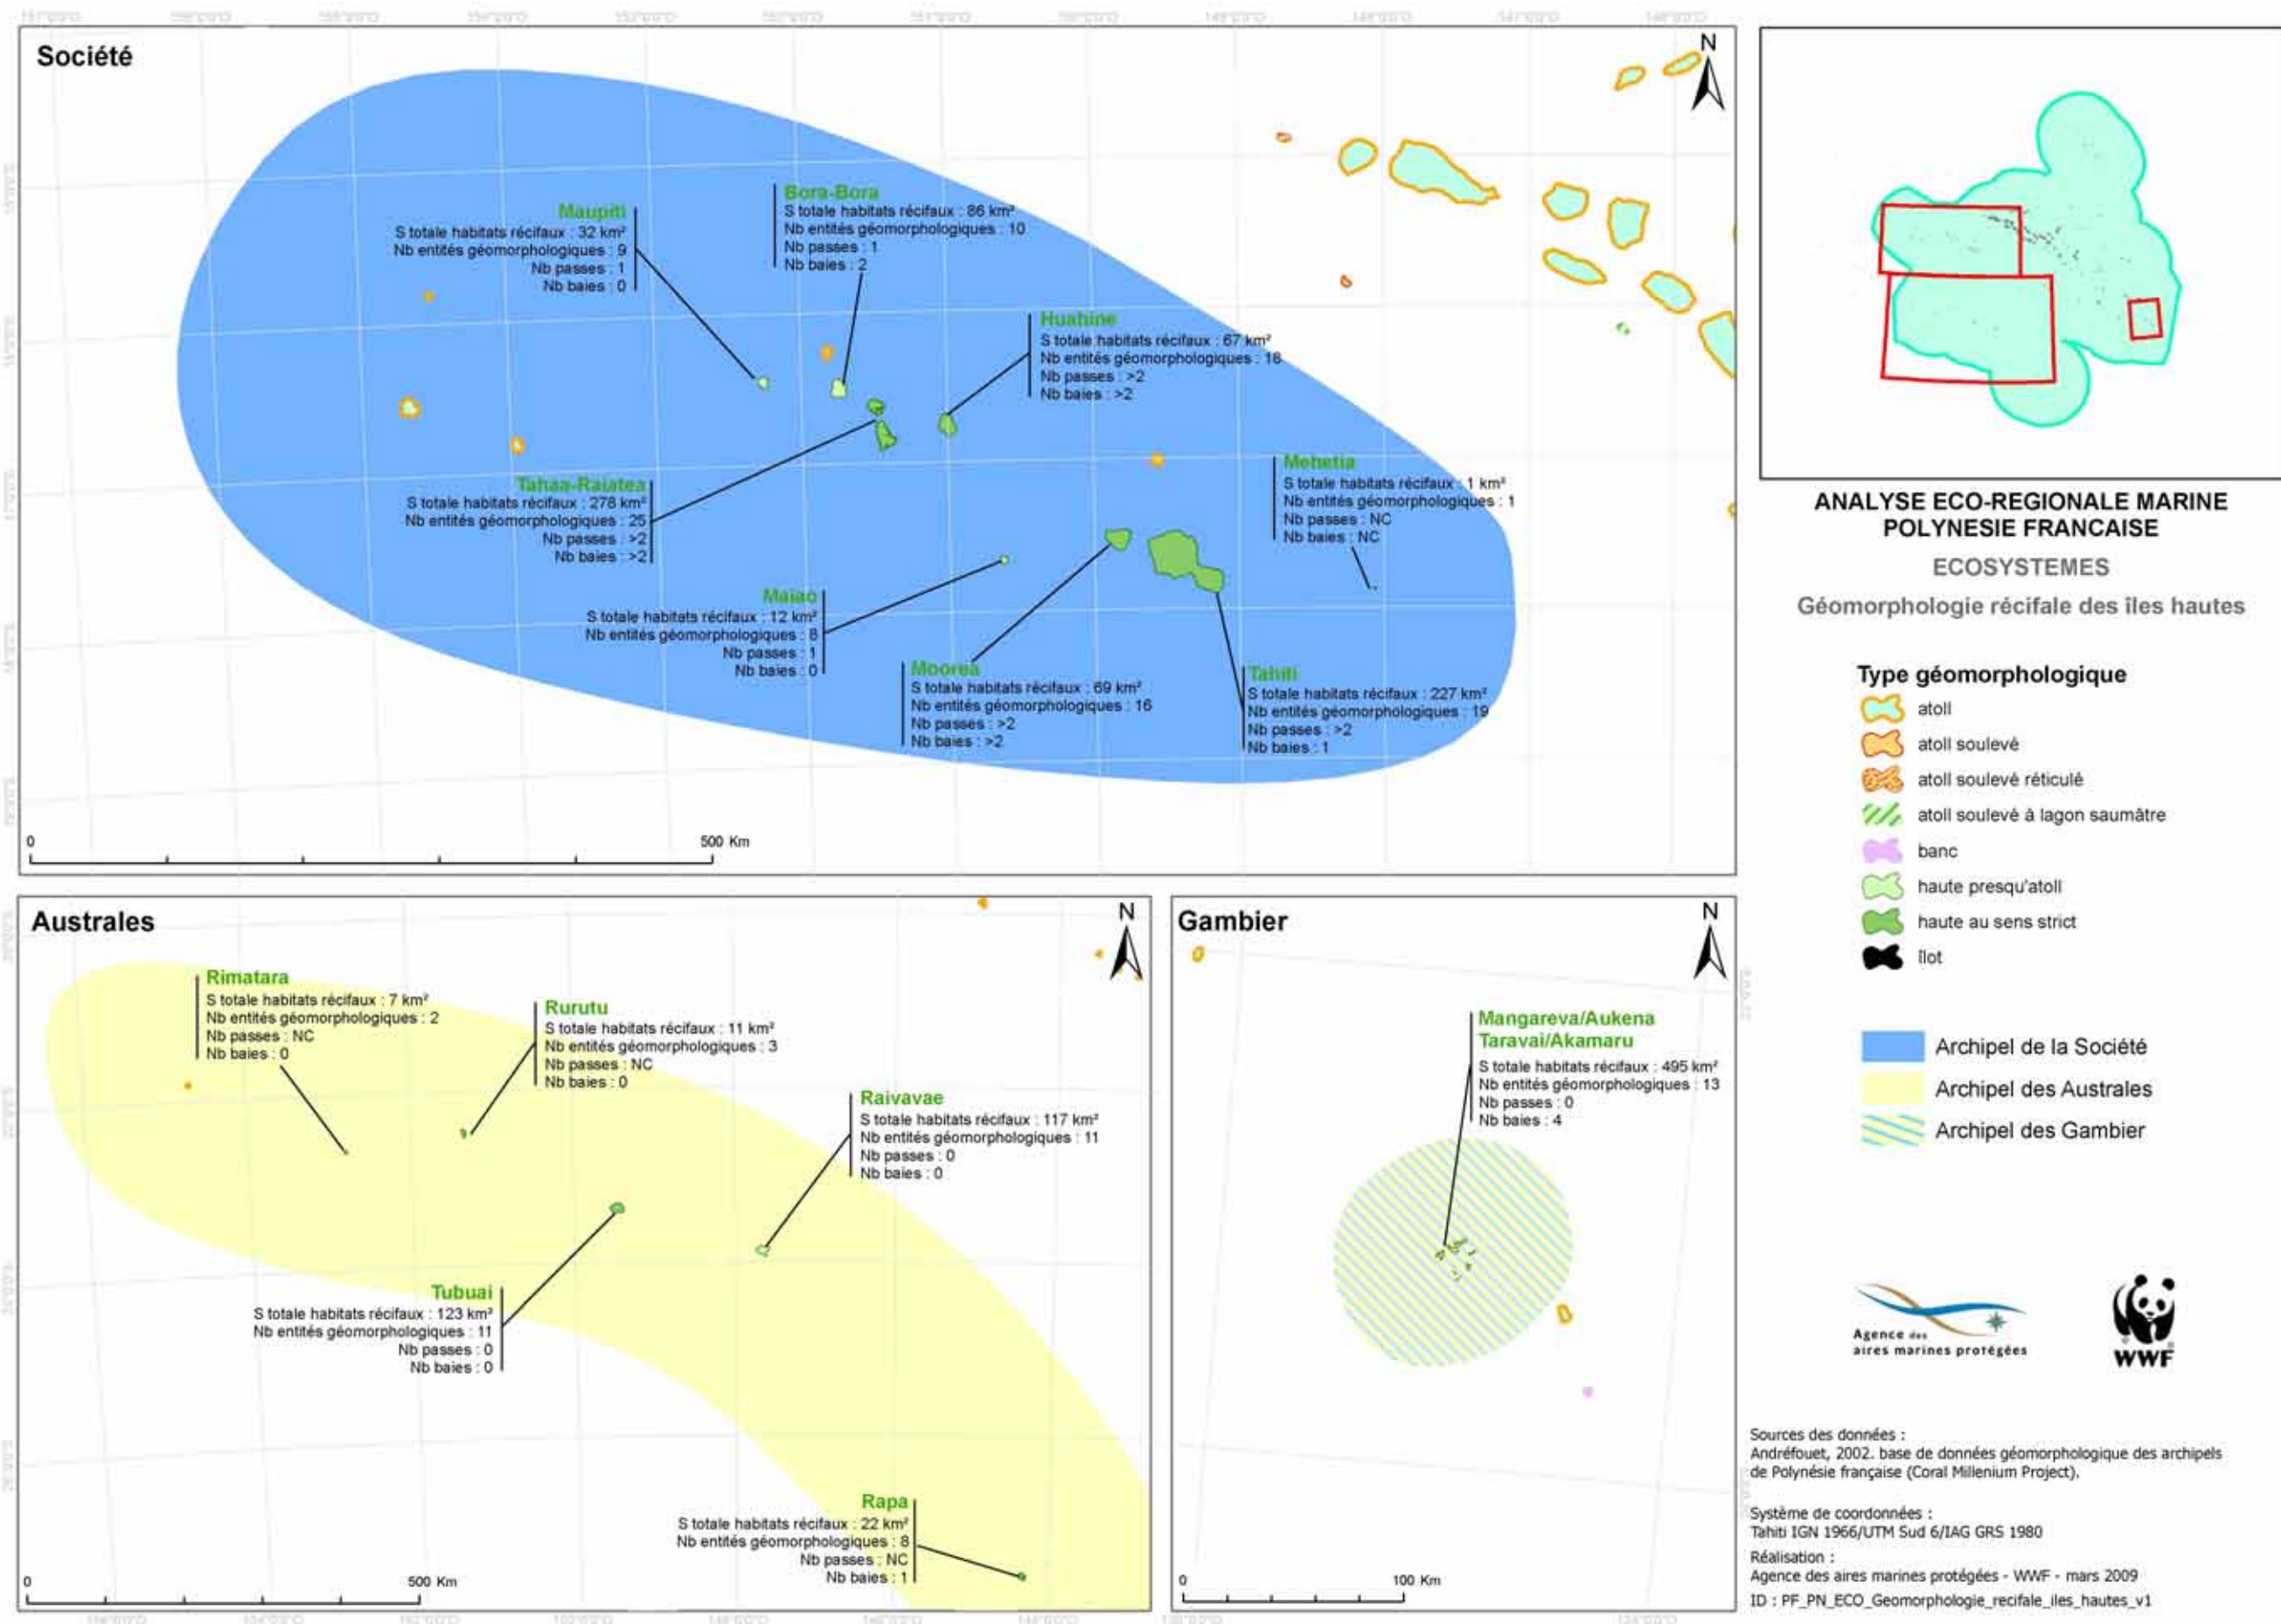 Société
N
Maupiti
S totale habitats récifaux : 32 km²
Nb entités géomorphologiques : 9
Nb passes : 1
Nb baies : 0
Bora-Bora
S totale habitats récifaux : 86 km²
Nb entités géomorphologiques : 10
Nb passes : 1
Nb baies : 2
Huahine
S totale habitats récifaux : 67 km²
Nb entités géomorphologiques : 18
Nb passes : >2
Nb baies : >2
Tahaa-Raiatea
S totale habitats récifaux : 278 km²
Nb entités géomorphologiques : 25
Nb passes : >2
Nb baies : >2
Mehetia
S totale habitats récifaux : 1 km²
Nb entités géomorphologiques : 1
Nb passes : NC
Nb baies : NC
Maiao
S totale habitats récifaux : 12 km²
Nb entités géomorphologiques : 8
Nb passes : 1
Nb baies : 0
Moorea
S totale habitats récifaux : 69 km²
Nb entités géomorphologiques : 16
Nb passes : >2
Nb baies : >2
Tahiti
S totale habitats récifaux : 227 km²
Nb entités géomorphologiques : 19
Nb passes : >2
Nb baies : 1
0 500 Km
Australes
N
Rimatara
S totale habitats récifaux : 7 km²
Nb entités géomorphologiques : 2
Nb passes : NC
Nb baies : 0
Rurutu
S totale habitats récifaux : 11 km²
Nb entités géomorphologiques : 3
Nb passes : NC
Nb baies : 0
Raivavae
S totale habitats récifaux : 117 km²
Nb entités géomorphologiques : 11
Nb passes : 0
Nb baies : 0
Tubuai
S totale habitats récifaux : 123 km²
Nb entités géomorphologiques : 11
Nb passes : 0
Nb baies : 0
Rapa
S totale habitats récifaux : 22 km²
Nb entités géomorphologiques : 8
Nb passes : NC
Nb baies : 1
0 500 Km
Gambier
N
Mangareva/Aukena
Taravai/Akamaru
S totale habitats récifaux : 495 km²
Nb entités géomorphologiques : 13
Nb passes : 0
Nb baies : 4
0 100 Km
ANALYSE ECO-REGIONALE MARINE
POLYNESIE FRANCAISE
ECOSYSTEMES
Géomorphologie récifale des îles hautes
Type géomorphologique
atoll
atoll soulevé
atoll soulevé réticulé
atoll soulevé à lagon saumâtre
banc
haute presqu'atoll
haute au sens strict
îlot
Archipel de la Société
Archipel des Australes
Archipel des Gambier
Agence des
aires marines protégées
WWF
Sources des données :
Andréfouet, 2002. base de données géomorphologique des archipels
de Polynésie française (Coral Millenium Project).
Système de coordonnées :
Tahiti IGN 1966/UTM Sud 6/IAG GRS 1980
Réalisation :
Agence des aires marines protégées - WWF - mars 2009
ID : PF_PN_ECO_Geomorphologie_recifale_iles_hautes_v1